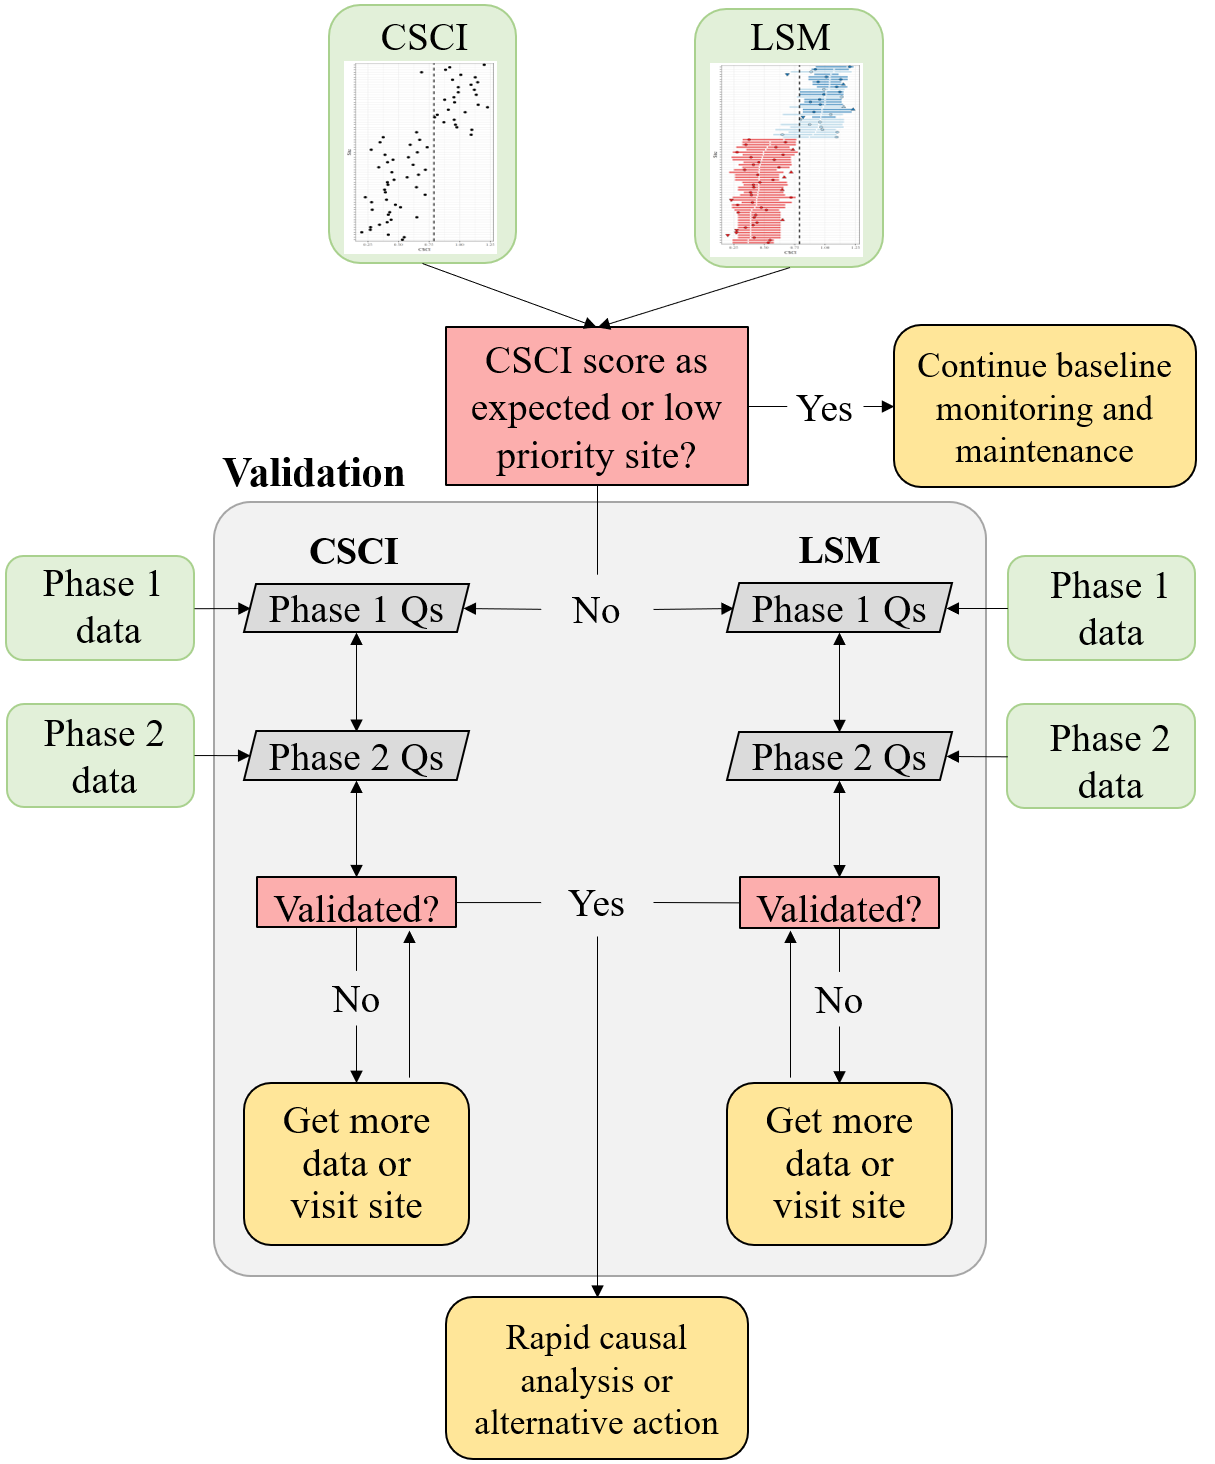 CSCI
LSM
CSCI
CSCI
CSCI score as
expected or low
priority site?
Yes
Continue baseline
monitoring and
maintenance
Validation
CSCI
LSM
Phase 1
data
Phase 1 Qs
No
Phase 1 Qs
Phase 1
data
Phase 2
data
Phase 2 Qs
Phase 2 Qs
Phase 2
data
Validated?
Yes
Validated?
No
No
Get more
data or
visit site
Get more
data or
visit site
Rapid causal
analysis or
alternative action